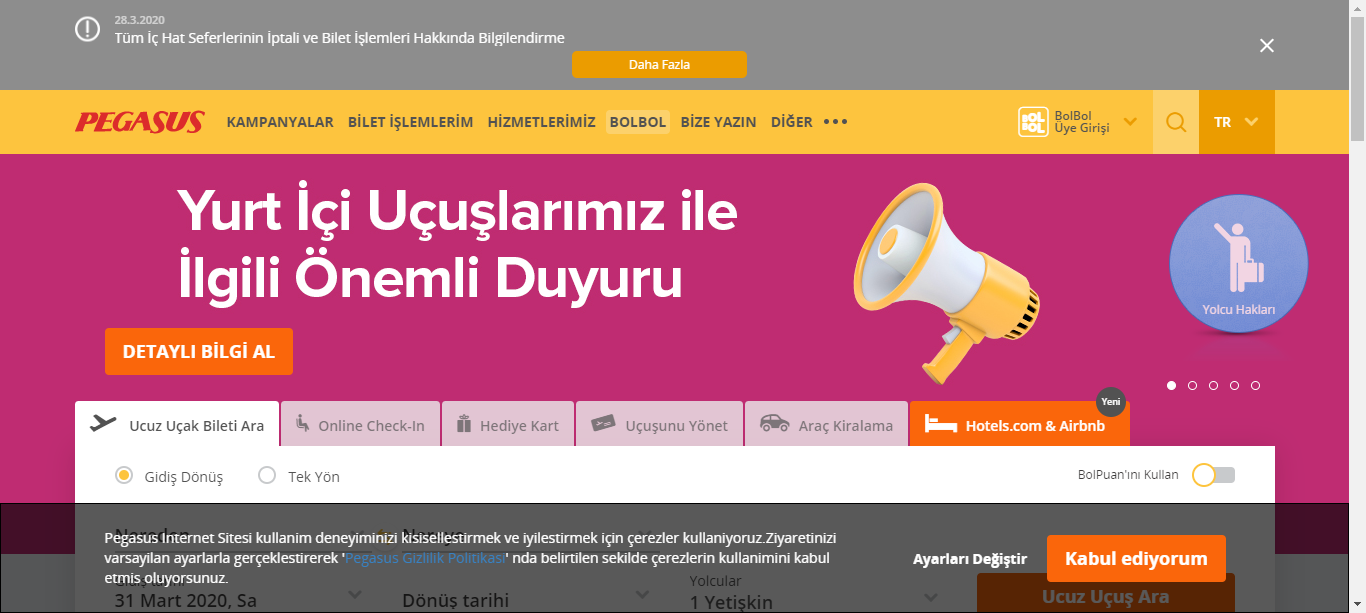 28.3.2020
Tüm İç Hat Seferlerinin İptali ve Bilet İşlemleri Hakkında Bilgilendirme
Daha Fazla
PEGASUS
KAMPANYALAR BİLET İŞLEMLERİM HİZMETLERİMİZ BOLBOL BİZE YAZIN DİĞER •••
BOL
BOL
BolBol
Üye Girişi
TR
Yurt İçi Uçuşlarımız ile
İlgili Önemli Duyuru
DETAYLI BİLGİ AL
Yolcu Hakları
Yeni
Ucuz Uçak Bileti Ara Online Check-In Hediye Kart Uçuşunu Yönet Araç Kiralama Hotels.com & Airbnb
Gidiş Dönüş Tek Yön BolPuan'ını Kullan
Nereden Nereye
Pegasus Internet Sitesi kullanim deneyiminizi kisisellestirmek ve iyilestirmek için çerezler kullaniyoruz.Ziyaretinizi
varsayilan ayarlarla gerçeklestirerek 'Pegasus Gizlilik Politikasi' nda belirtilen sekilde çerezlerin kullanimini kabul
etmis oluyorsunuz.
Ayarları Değiştir
Kabul ediyorum
Gidiş tarihi Yolcular
31 Mart 2020, Sa Dönüş tarihi 1 Yetişkin
Ucuz Uçuş Ara